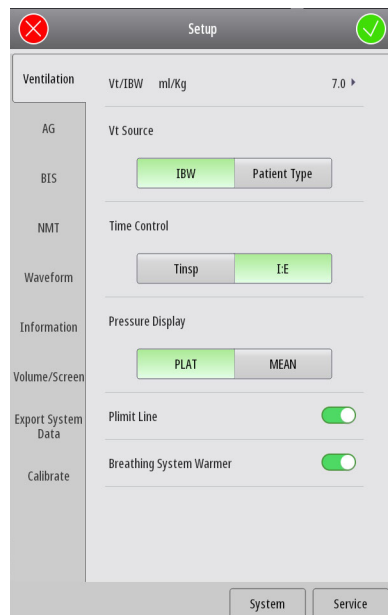 Setup
Ventilation
AG
BIS
NMT
Waveform
Information
Volume/Screen
Export System
Data
Calibrate
Vt/IBW ml/Kg 7.0
Vt Source
IBW Patient Type
Time Control
Tinsp I:E
Pressure Display
PLAT MEAN
Plimit Line
Breathing System Warmer
System Service